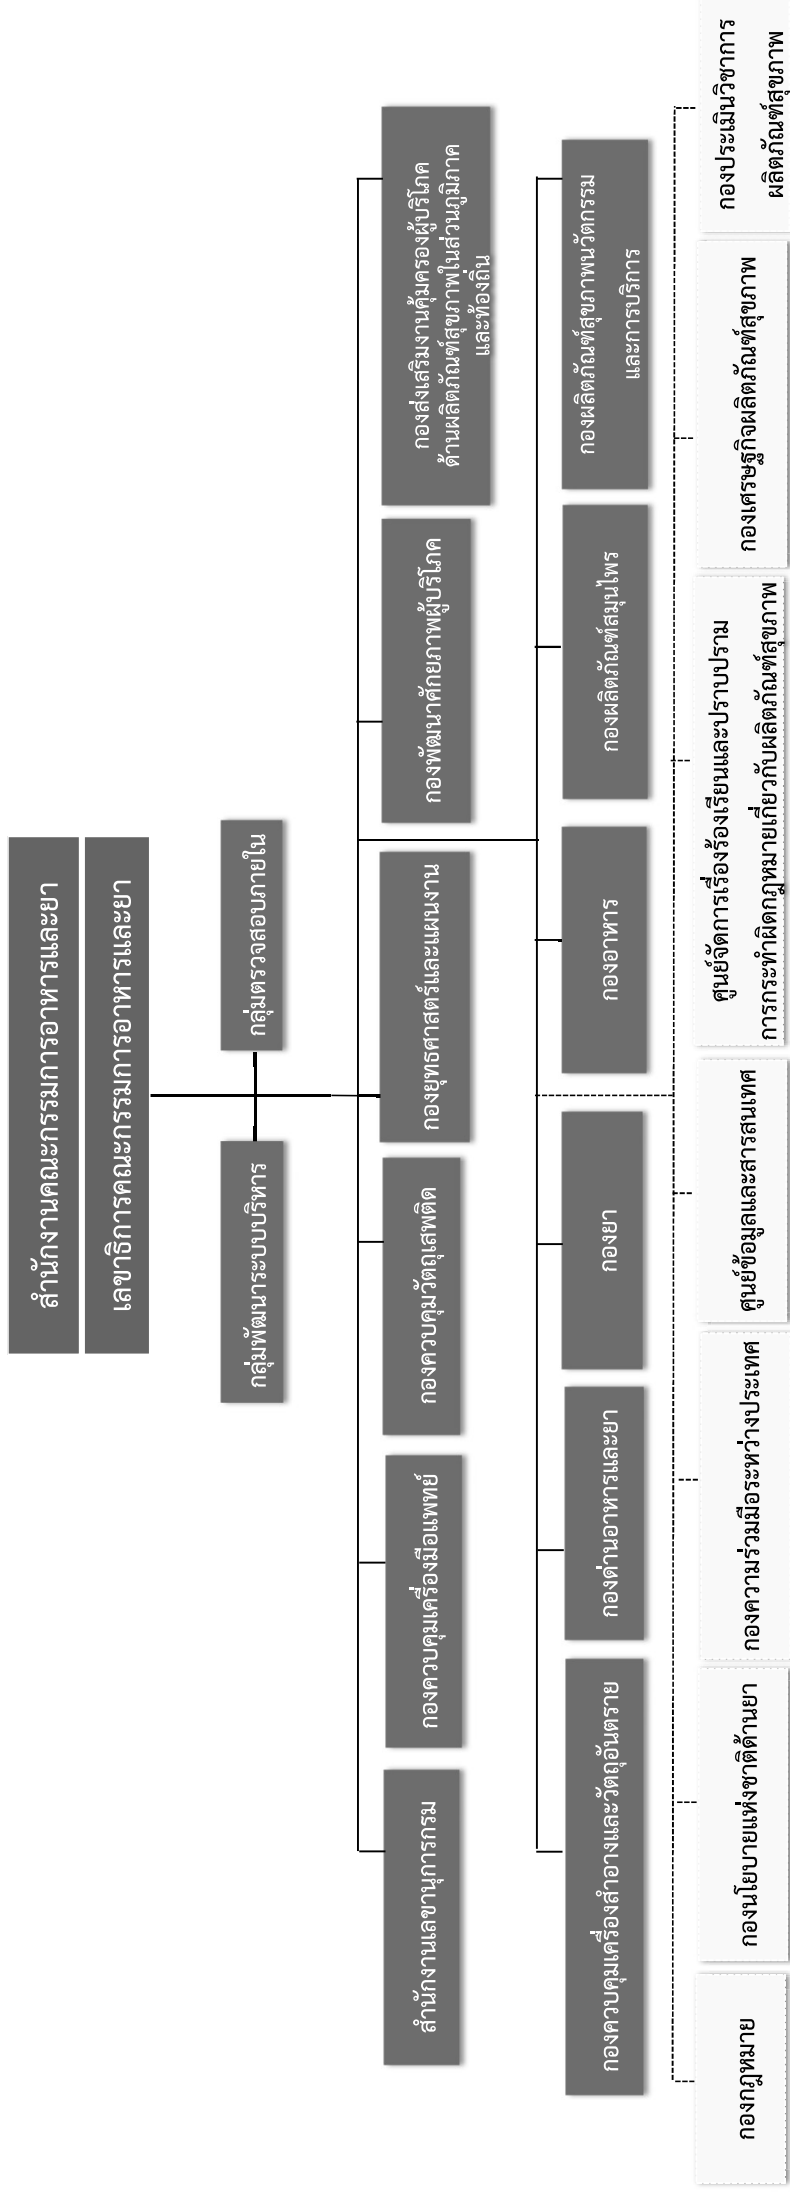 สำนักงานคณะกรรมการอาหารและยา
เลขาธิการคณะกรรมการอาหารและยา
กลุ่มพัฒนาระบบบริหาร
กลุ่มตรวจสอบภายใน
สำนักงานเลขานุการกรม
กองควบคุมเครื่องมือแพทย์
กองควบคุมวัตถุเสพติด
กองยุทธศาสตร์และแผนงาน
กองพัฒนาศักยภาพผู้บริโภค
กองส่งเสริมงานคุ้มครองผู้บริโภค
ด้านผลิตภัณฑ์สุขภาพในส่วนภูมิภาค
และท้องถิ่น
กองควบคุมเครื่องสำอางและวัตถุอันตราย
กองด่านอาหารและยา
กองยา
กองอาหาร
กองผลิตภัณฑ์สมุนไพร
กองผลิตภัณฑ์สุขภาพนวัตกรรม
และการบริการ
กองกฎหมาย
กองนโยบายแห่งชาติด้านยา
กองความร่วมมือระหว่างประเทศ
ศูนย์ข้อมูลและสารสนเทศ
ศูนย์จัดการเรื่องร้องเรียนและปราบปราม
การกระทำผิดกฎหมายเกี่ยวกับผลิตภัณฑ์สุขภาพ
กองเศรษฐกิจผลิตภัณฑ์สุขภาพ
กองประเมินวิชาการ
ผลิตภัณฑ์สุขภาพ